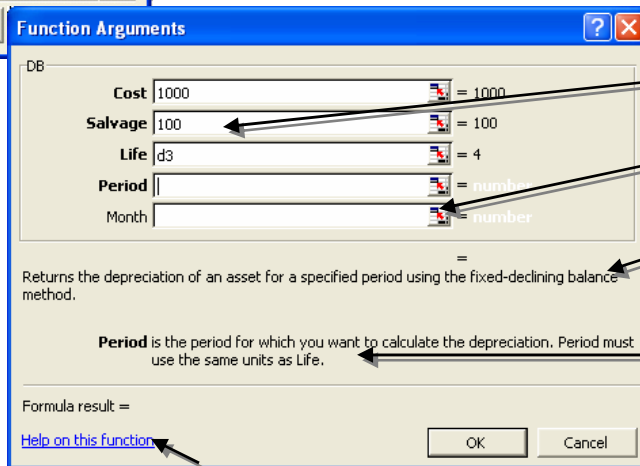 Function Arguments
DB
Cost 1000 = 1000
Salvage 100 = 100
Life d3 = 4
Period = number
Month = number
=
Returns the depreciation of an asset for a specified period using the fixed-declining balance
method.
Period is the period for which you want to calculate the depreciation. Period must
use the same units as Life.
Formula result =
Help on this function
OK Cancel